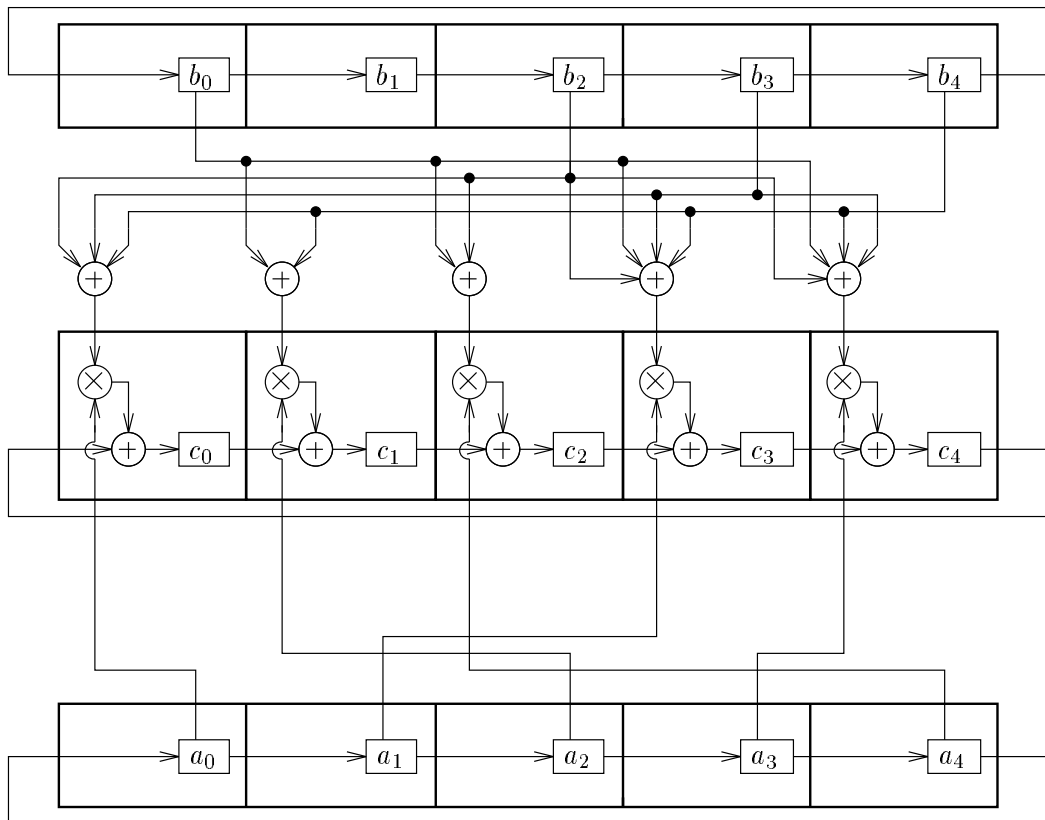 b₀ b₁ b₂ b₃ b₄
+ + + + +
× × × × ×
+ c₀ + c₁ + c₂ + c₃ + c₄
a₀ a₁ a₂ a₃ a₄